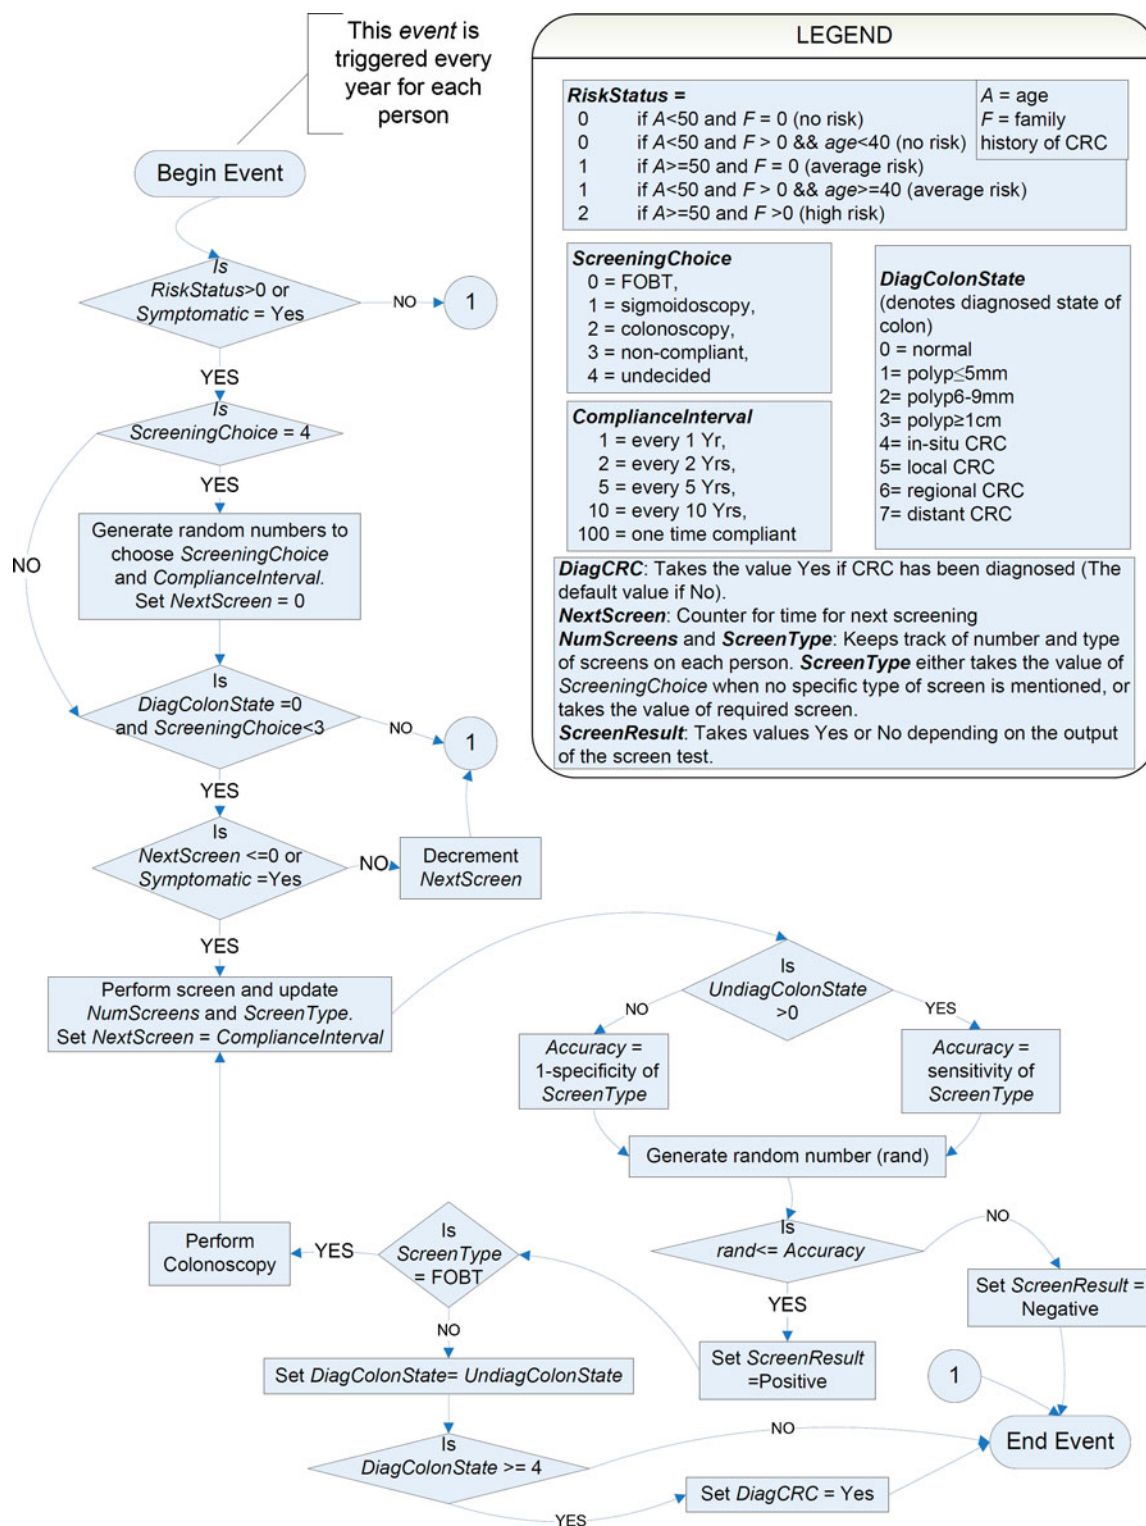 This event is
triggered every
year for each
person
Begin Event
Is
RiskStatus>0 or
Symptomatic = Yes
NO
1
YES
Is
ScreeningChoice = 4
YES
NO
Generate random numbers to
choose ScreeningChoice
and ComplianceInterval.
Set NextScreen = 0
Is
DiagColonState =0
and ScreeningChoice<3
NO
1
YES
Is
NextScreen <=0 or
Symptomatic =Yes
NO
Decrement
NextScreen
YES
Perform screen and update
NumScreens and ScreenType.
Set NextScreen = ComplianceInterval
Is
UndiagColonState
>0
NO
YES
Accuracy =
1-specificity of
ScreenType
Accuracy =
sensitivity of
ScreenType
Generate random number (rand)
Is
rand<= Accuracy
NO
YES
Set ScreenResult =
Negative
Set ScreenResult
=Positive
Is
ScreenType
= FOBT
YES
Perform
Colonoscopy
NO
Set DiagColonState= UndiagColonState
Is
DiagColonState >= 4
NO
YES
Set DiagCRC = Yes
1
End Event
LEGEND
RiskStatus =
0 if A<50 and F = 0 (no risk)
0 if A<50 and F > 0 && age<40 (no risk)
1 if A>=50 and F = 0 (average risk)
1 if A<50 and F > 0 && age>=40 (average risk)
2 if A>=50 and F >0 (high risk)
A = age
F = family
history of CRC
ScreeningChoice
0 = FOBT,
1 = sigmoidoscopy,
2 = colonoscopy,
3 = non-compliant,
4 = undecided
ComplianceInterval
1 = every 1 Yr,
2 = every 2 Yrs,
5 = every 5 Yrs,
10 = every 10 Yrs,
100 = one time compliant
DiagColonState
(denotes diagnosed state of
colon)
0 = normal
1= polyp≤5mm
2= polyp6-9mm
3= polyp≥1cm
4= in-situ CRC
5= local CRC
6= regional CRC
7= distant CRC
DiagCRC: Takes the value Yes if CRC has been diagnosed (The
default value if No).
NextScreen: Counter for time for next screening
NumScreens and ScreenType: Keeps track of number and type
of screens on each person. ScreenType either takes the value of
ScreeningChoice when no specific type of screen is mentioned, or
takes the value of required screen.
ScreenResult: Takes values Yes or No depending on the output
of the screen test.